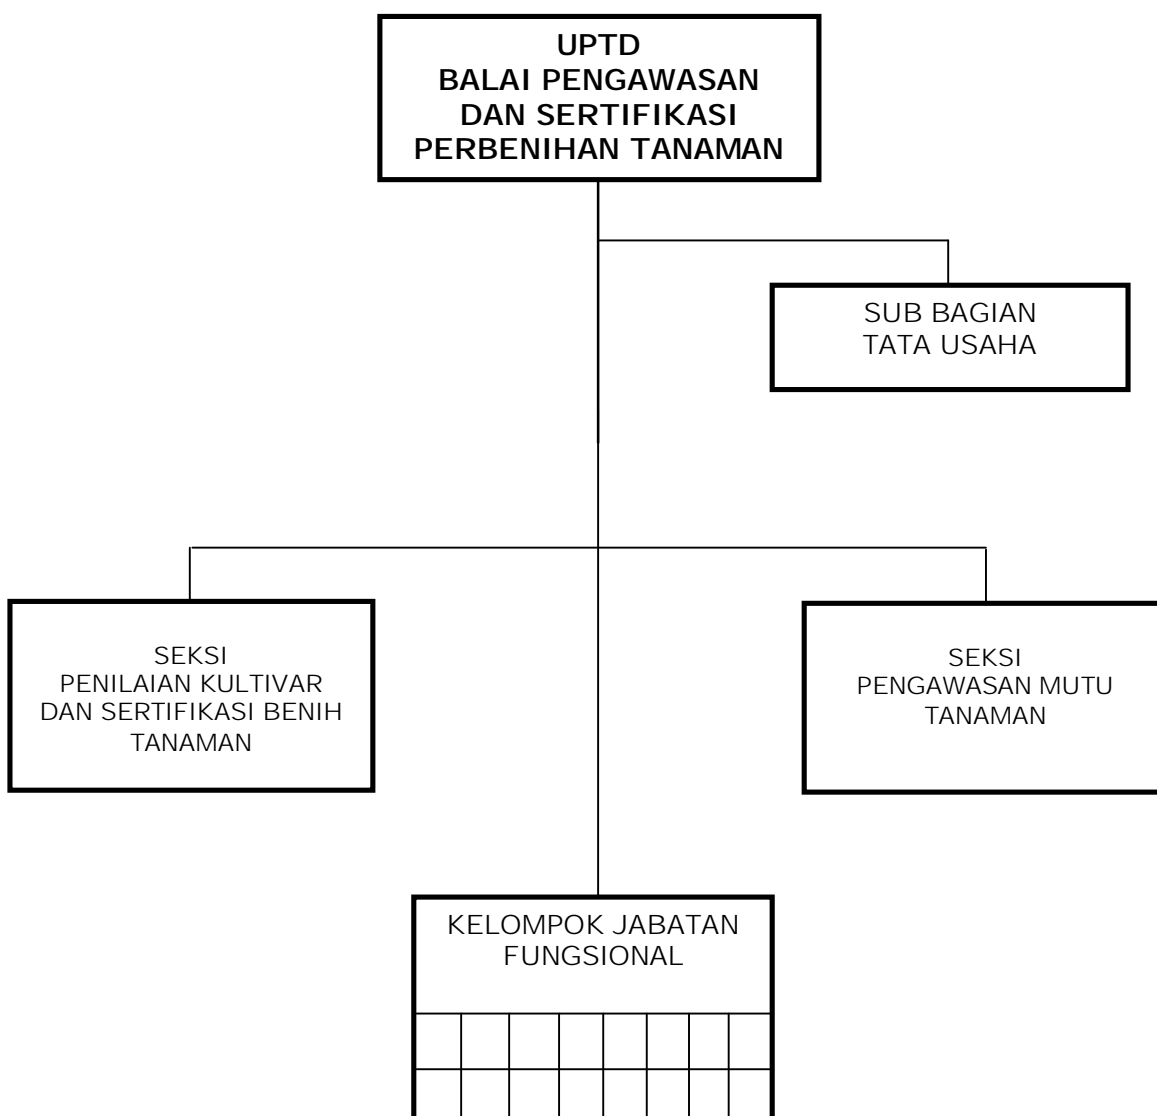 UPTD
BALAI PENGAWASAN
DAN SERTIFIKASI
PERBENIHAN TANAMAN
SUB BAGIAN
TATA USAHA
SEKSI
PENILAIAN KULTIVAR
DAN SERTIFIKASI BENIH
TANAMAN
SEKSI
PENGAWASAN MUTU
TANAMAN
KELOMPOK JABATAN
FUNGSIONAL